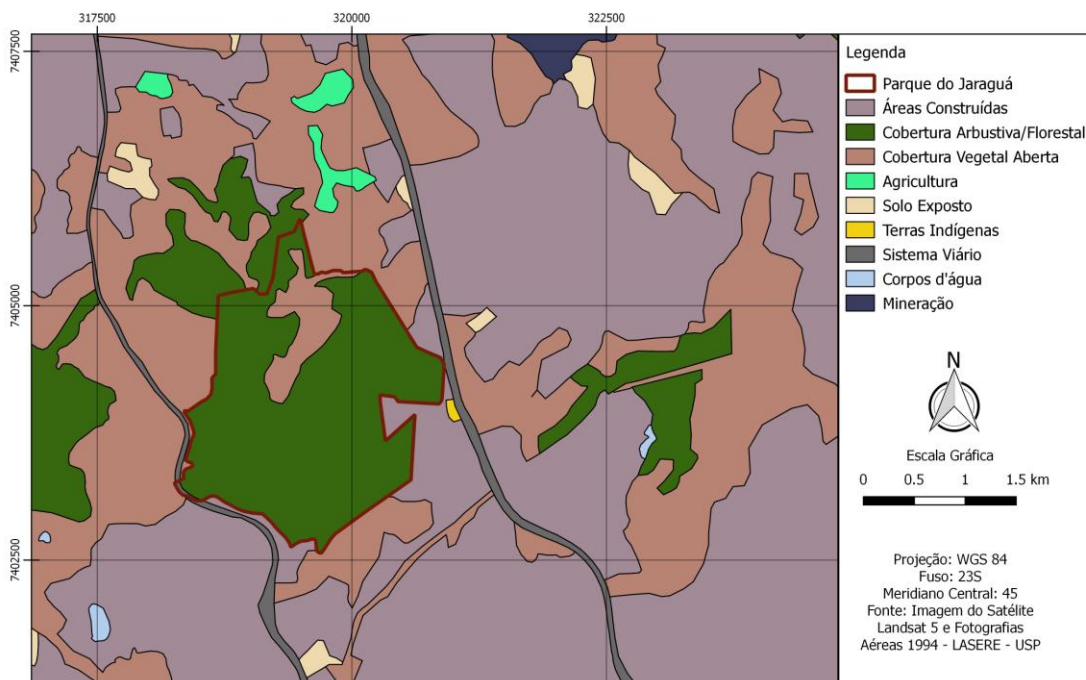 317500
320000
322500
7407500
7405000
7402500
Legenda
Parque do Jaraguá
Áreas Construídas
Cobertura Arbustiva/Florestal
Cobertura Vegetal Aberta
Agricultura
Solo Exposto
Terras Indígenas
Sistema Viário
Corpos d'água
Mineração
N
Escala Gráfica
0 0.5 1 1.5 km
Projeção: WGS 84
Fuso: 23S
Meridiano Central: 45
Fonte: Imagem do Satélite
Landsat 5 e Fotografias
Aéreas 1994 - LASERE - USP